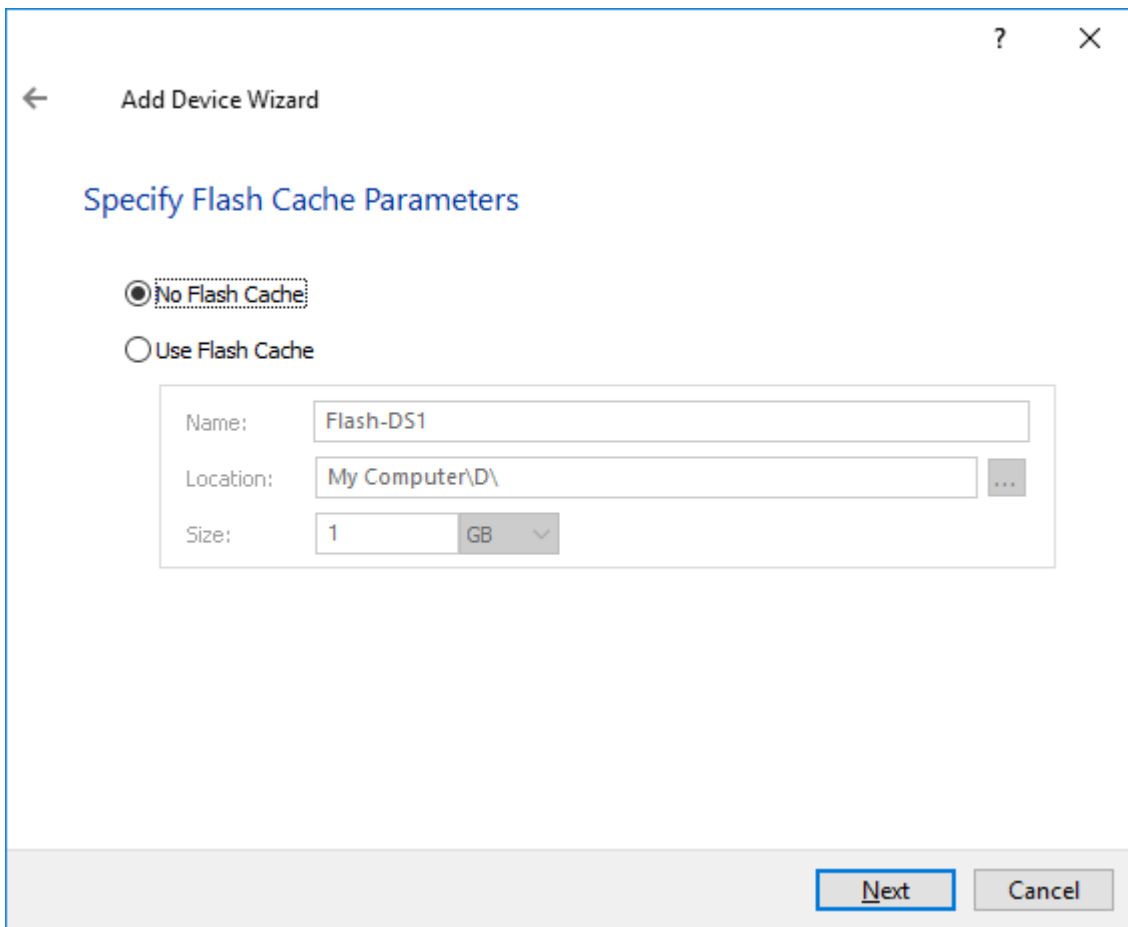 ?
Add Device Wizard
Specify Flash Cache Parameters
No Flash Cache
Use Flash Cache
Name: Flash-DS1
Location: My Computer\D\ ...
Size: 1 GB
Next Cancel